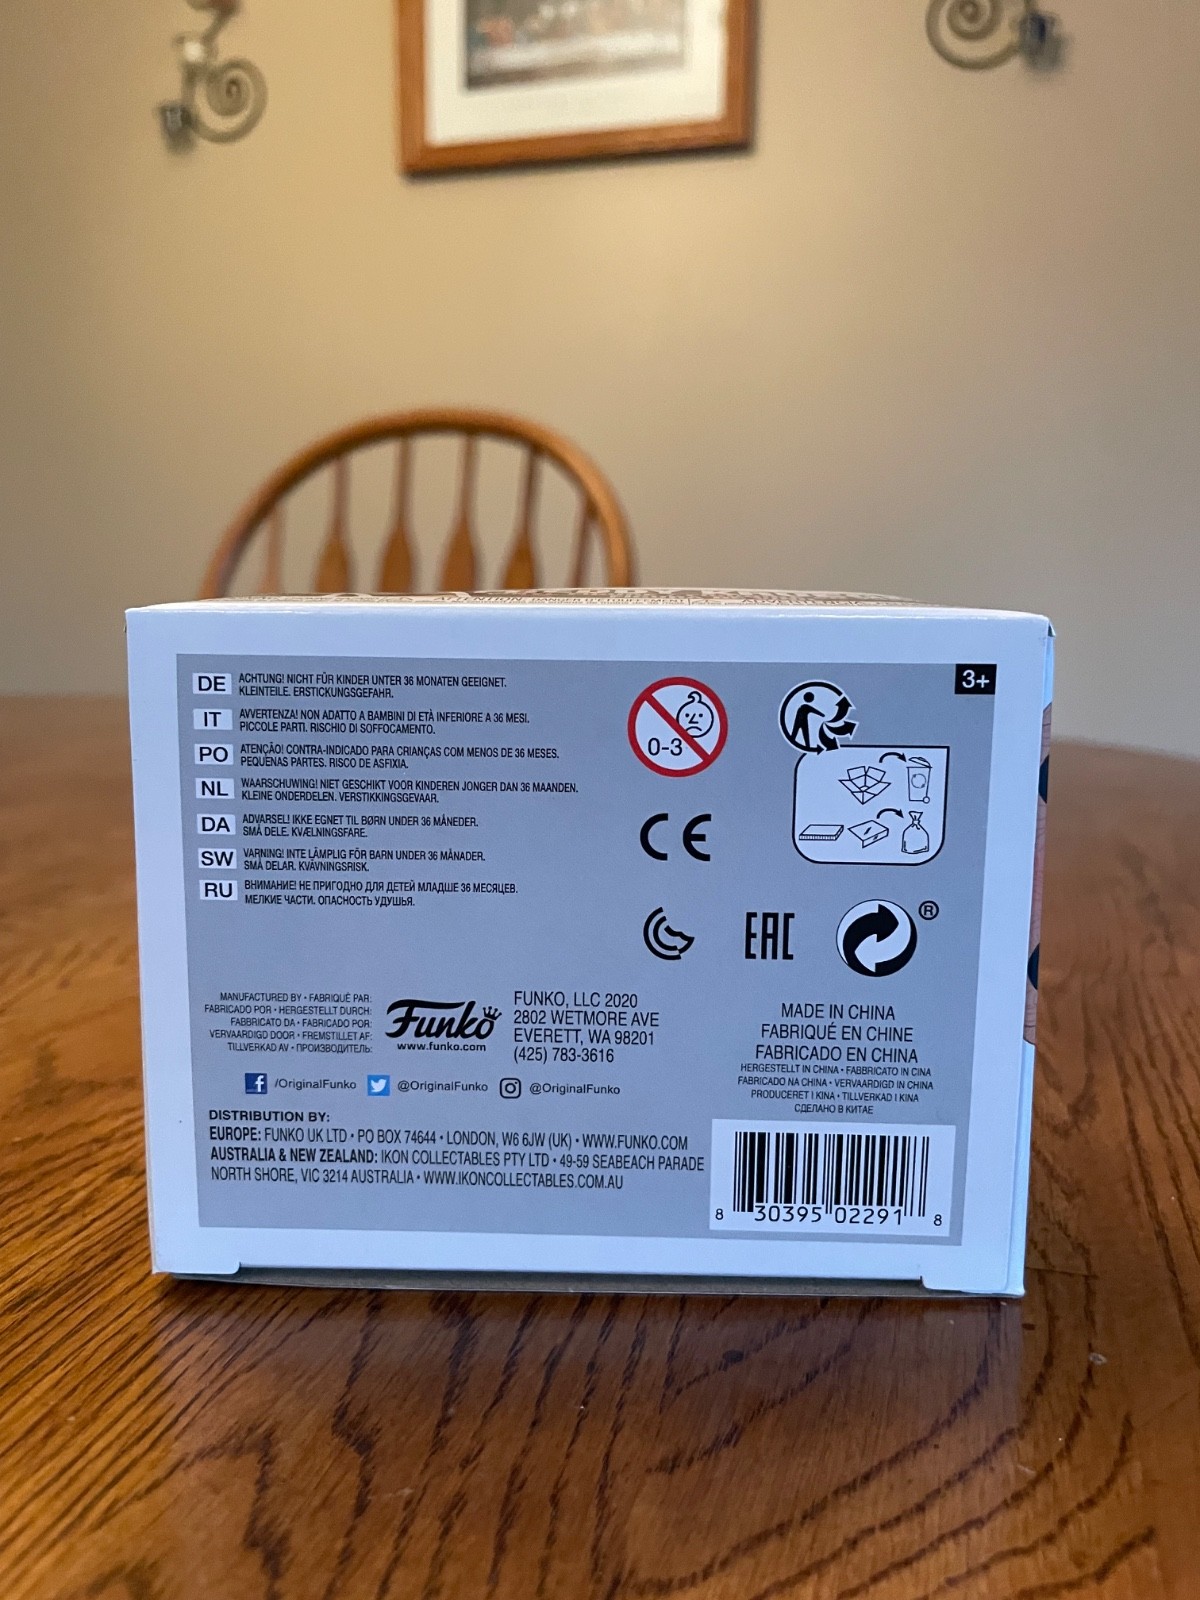 ATTENTION: DANGER D'ÉTOUFFEMENT
3+
DE ACHTUNG! NICHT FÜR KINDER UNTER 36 MONATEN GEEIGNET.
KLEINTEILE. ERSTICKUNGSGEFAHR.
IT AVVERTENZA! NON ADATTO A BAMBINI DI ETÀ INFERIORE A 36 MESI.
PICCOLE PARTI. RISCHIO DI SOFFOCAMENTO.
PO ATENÇÃO! CONTRA-INDICADO PARA CRIANÇAS COM MENOS DE 36 MESES.
PEQUENAS PARTES. RISCO DE ASFIXIA.
NL WAARSCHUWING! NIET GESCHIKT VOOR KINDEREN JONGER DAN 36 MAANDEN.
KLEINE ONDERDELEN. VERSTIKKINGSGEVAAR.
DA ADVARSEL! IKKE EGNET TIL BØRN UNDER 36 MÅNEDER.
SMÅ DELE. KVÆLNINGSFARE.
SW VARNING! INTE LÄMPLIG FÖR BARN UNDER 36 MÅNADER.
SMÅ DELAR. KVÄVNINGSRISK.
RU ВНИМАНИЕ! НЕ ПРИГОДНО ДЛЯ ДЕТЕЙ МЛАДШЕ 36 МЕСЯЦЕВ.
МЕЛКИЕ ЧАСТИ. ОПАСНОСТЬ УДУШЬЯ.
0-3
CE
EAC
®
MANUFACTURED BY • FABRIQUÉ PAR:
FABRICADO POR • HERGESTELLT DURCH:
FABBRICATO DA • FABRICADO POR:
VERVAARDIGD DOOR • FREMSTILLET AF:
TILLVERKAD AV • ПРОИЗВОДИТЕЛЬ:
Funko
www.funko.com
FUNKO, LLC 2020
2802 WETMORE AVE
EVERETT, WA 98201
(425) 783-3616
f /OriginalFunko @OriginalFunko @OriginalFunko
MADE IN CHINA
FABRIQUÉ EN CHINE
FABRICADO EN CHINA
HERGESTELLT IN CHINA • FABBRICATO IN CINA
FABRICADO NA CHINA • VERVAARDIGD IN CHINA
PRODUCERET I KINA • TILLVERKAD I KINA
СДЕЛАНО В КИТАЕ
DISTRIBUTION BY:
EUROPE: FUNKO UK LTD • PO BOX 74644 • LONDON, W6 6JW (UK) • WWW.FUNKO.COM
AUSTRALIA & NEW ZEALAND: IKON COLLECTABLES PTY LTD • 49-59 SEABEACH PARADE
NORTH SHORE, VIC 3214 AUSTRALIA • WWW.IKONCOLLECTABLES.COM.AU
8 30395 02291 8